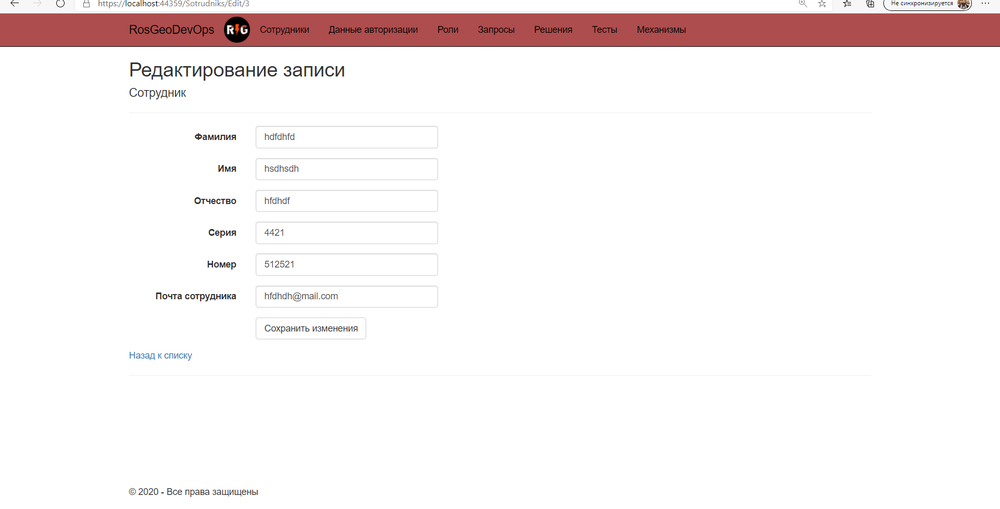 https://localhost:44359/Sotrudniks/Edit/3 Не синхронизируется
RosGeoDevOps RG Сотрудники Данные авторизации Роли Запросы Решения Тесты Механизмы
Редактирование записи
Сотрудник
Фамилия hdfdhfd
Имя hsdhsdh
Отчество hfdhdf
Серия 4421
Номер 512521
Почта сотрудника hfdhdh@mail.com
Сохранить изменения
Назад к списку
© 2020 - Все права защищены